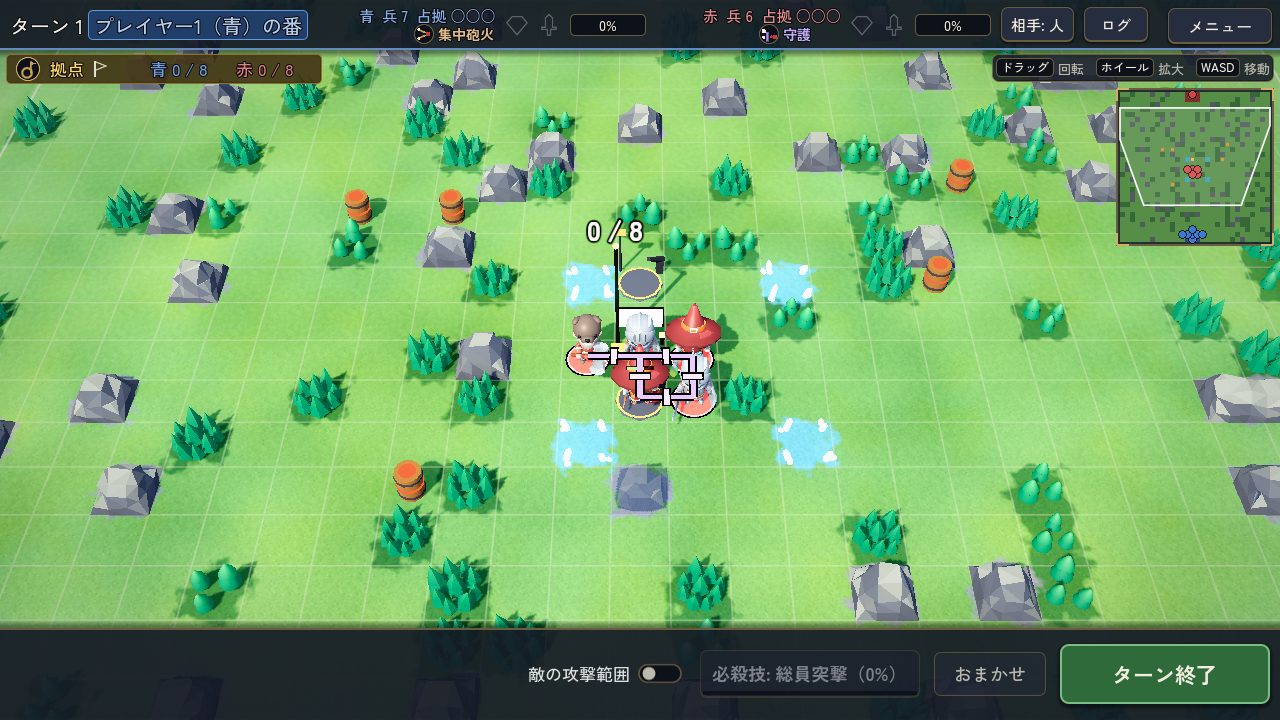 ターン 1 プレイヤー1（青）の番
青 兵 7 占拠 〇〇〇
集中砲火
0%
赤 兵 6 占拠 〇〇〇
守護
0%
相手: 人
ログ
メニュー
拠点 青 0 / 8 赤 0 / 8
ドラッグ 回転 ホイール 拡大 WASD 移動
0 / 8
敵の攻撃範囲
必殺技: 総員突撃（0%）
おまかせ
ターン終了